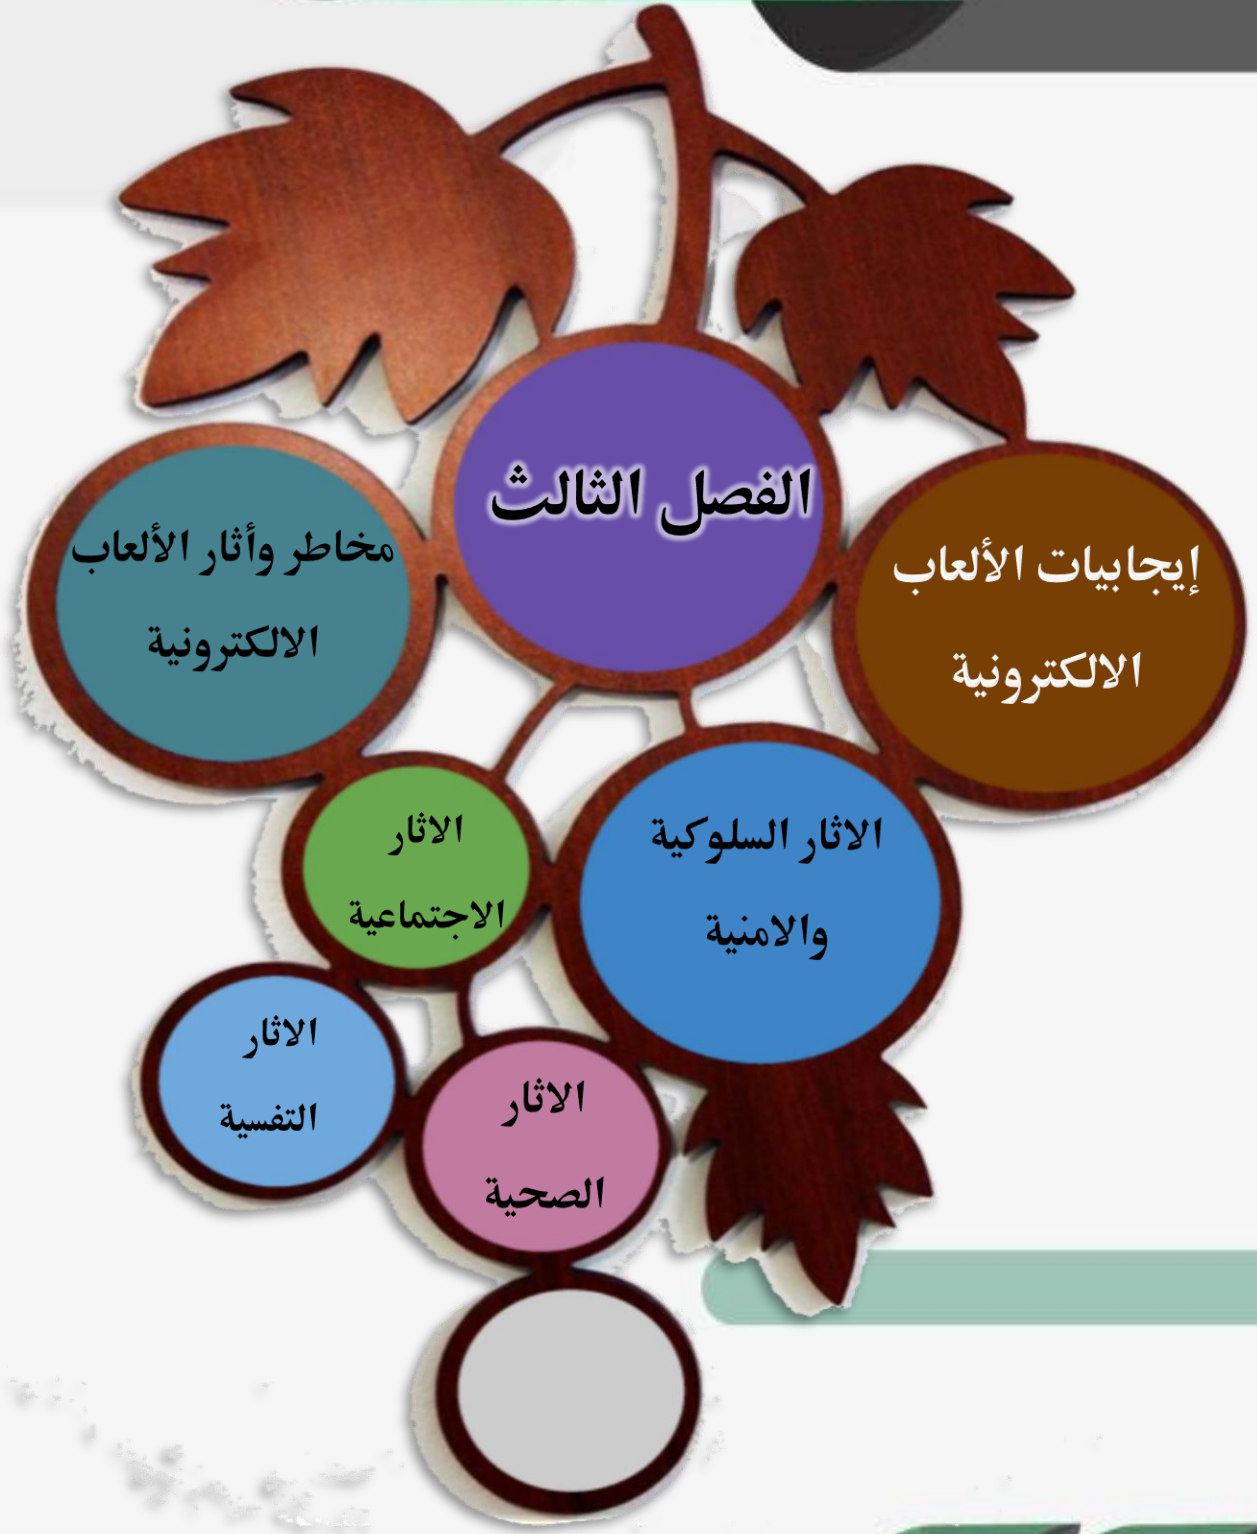 الفصل الثالث
إيجابيات الألعاب
الالكترونية
مخاطر وأثار الألعاب
الالكترونية
الاثار السلوكية
والامنية
الاثار
الاجتماعية
الاثار
التفسية
الاثار
الصحية